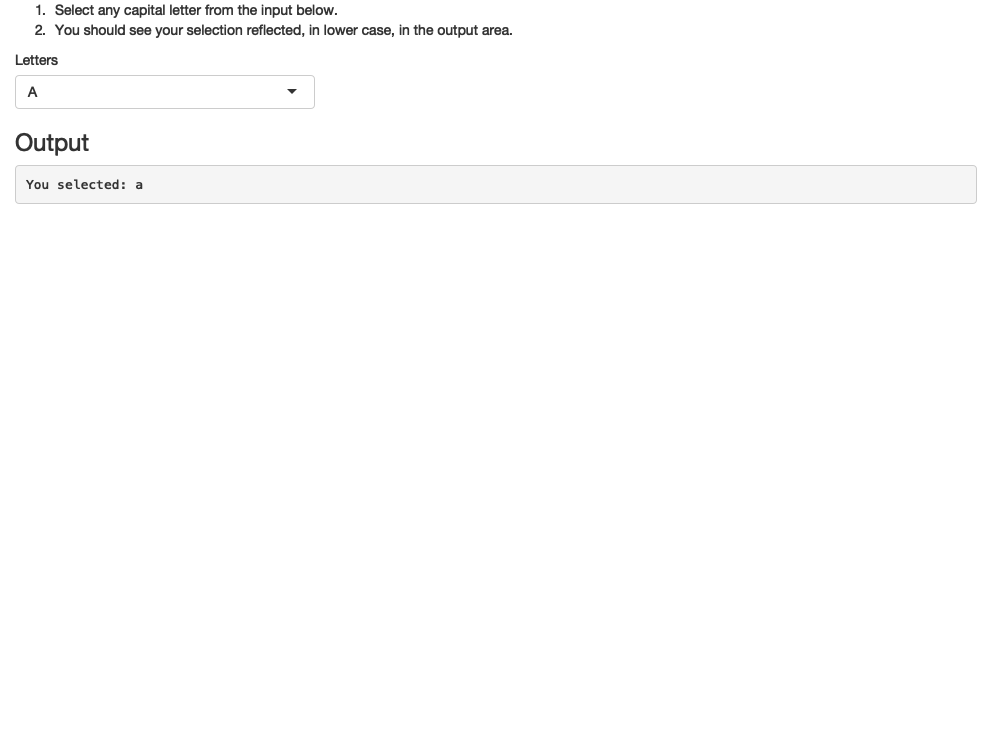 1. Select any capital letter from the input below.
2. You should see your selection reflected, in lower case, in the output area.
Letters
A
Output
You selected: a